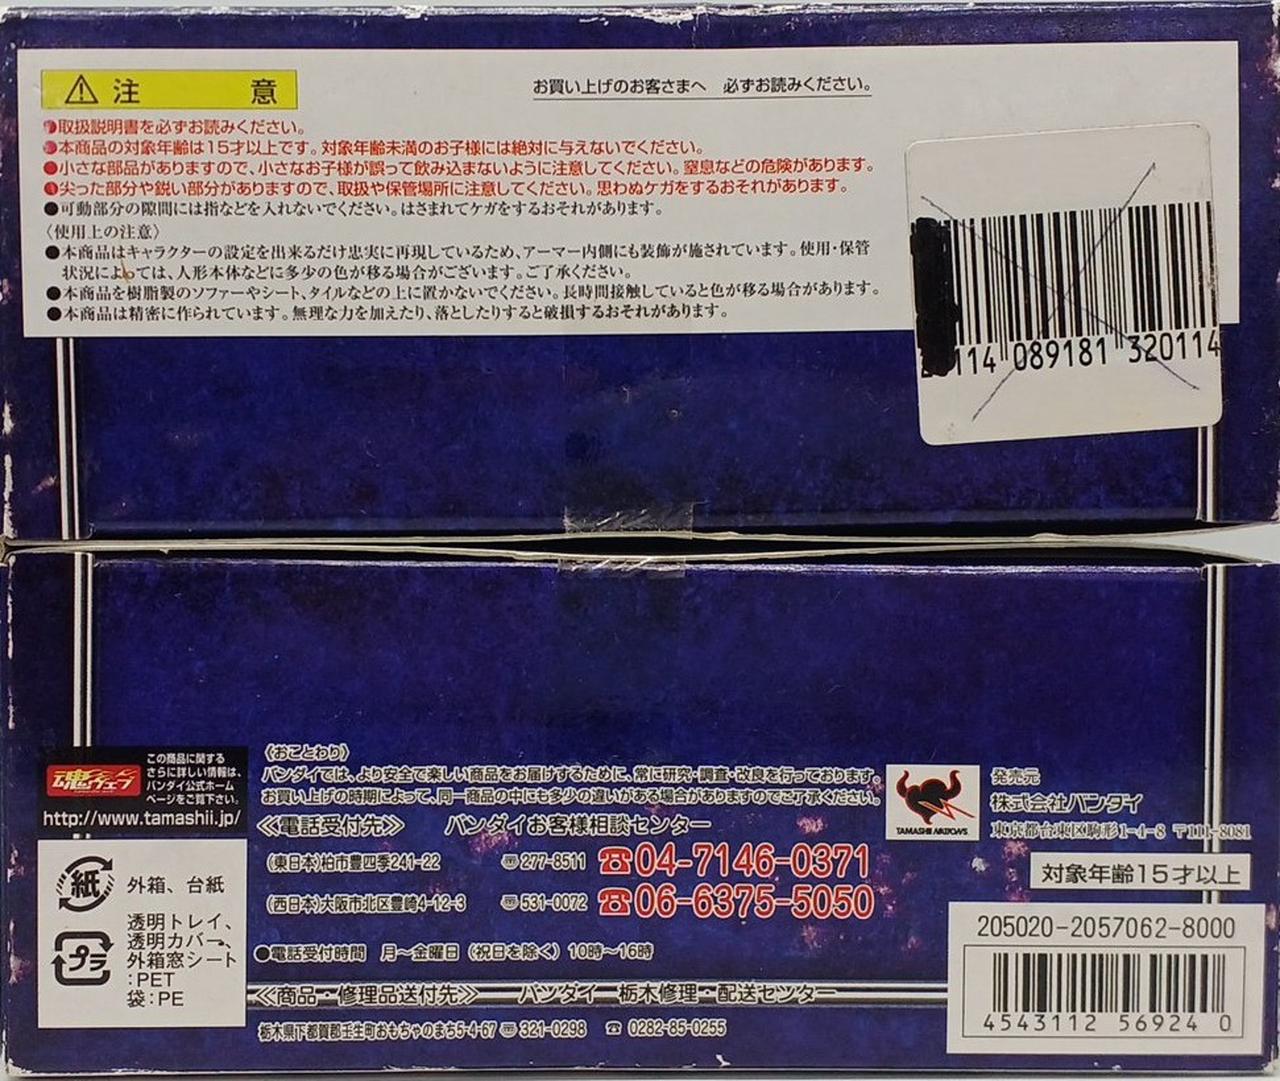 注 意
お買い上げのお客さまへ 必ずお読みください。
●取扱説明書を必ずお読みください。
●本商品の対象年齢は15才以上です。対象年齢未満のお子様には絶対に与えないでください。
●小さな部品がありますので、小さなお子様が誤って飲み込まないように注意してください。窒息などの危険があります。
●尖った部分や鋭い部分がありますので、取扱や保管場所に注意してください。思わぬケガをするおそれがあります。
●可動部分の隙間には指などを入れないでください。はさまれてケガをするおそれがあります。
〈使用上の注意〉
●本商品はキャラクターの設定を出来るだけ忠実に再現しているため、アーマー内側にも装飾が施されています。使用・保管
状況によっては、人形本体などに多少の色が移る場合がございます。ご了承ください。
●本商品を樹脂製のソファーやシート、タイルなどの上に置かないでください。長時間接触していると色が移る場合があります。
●本商品は精密に作られています。無理な力を加えたり、落としたりすると破損するおそれがあります。
114 089181 320114
魂ウェブ
この商品に関する
さらに詳しい情報は、
バンダイ公式ホーム
ページをご覧下さい。
http://www.tamashii.jp/
紙
外箱、台紙
プラ
透明トレイ、
透明カバー、
外箱窓シート
:PET
袋:PE
〈おことわり〉
バンダイでは、より安全で楽しい商品をお届けするために、常に研究・調査・改良を行っております。
お買い上げの時期によって、同一商品の中にも多少の違いがある場合がありますのでご了承ください。
≪電話受付先≫ バンダイお客様相談センター
(東日本)柏市豊四季241-22 〠277-8511 ☎04-7146-0371
(西日本)大阪市北区豊崎4-12-3 〠531-0072 ☎06-6375-5050
●電話受付時間 月〜金曜日(祝日を除く)10時〜16時
≪商品・修理品送付先≫ バンダイ 栃木修理・配送センター
栃木県下都賀郡壬生町おもちゃのまち5-4-67 〠321-0298 ☎ 0282-85-0255
TAMASHII NATIONS
発売元
株式会社バンダイ
東京都台東区駒形1-4-8 〒111-8081
対象年齢15才以上
205020-2057062-8000
4543112 56924 0